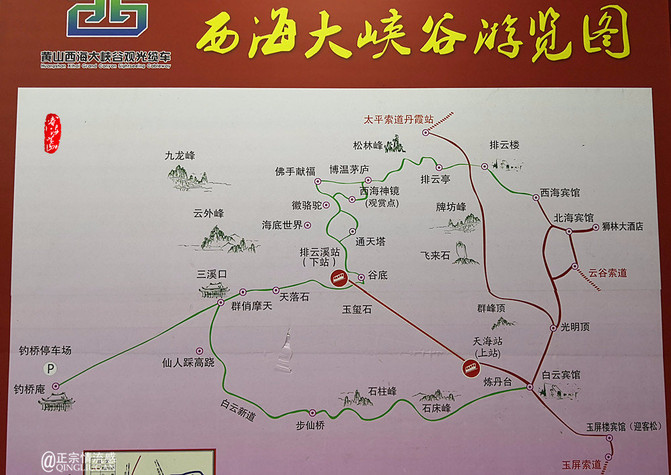 西海大峡谷游览图
黄山西海大峡谷观光缆车
太平索道丹霞站
松林峰
排云楼
九龙峰
佛手献福
博温茅庐
排云亭
西海神镜
(观赏点)
西海宾馆
徽骆驼
云外峰
牌坊峰
北海宾馆
狮林大酒店
海底世界
通天塔
排云溪站
(下站)
飞来石
三溪口
谷底
云谷索道
天落石
群俏摩天
玉玺石
群峰顶
光明顶
天海站
(上站)
钓桥停车场
P
仙人踩高跷
炼丹台
白云宾馆
钓桥庵
石柱峰
石床峰
白云新道
步仙桥
玉屏楼宾馆（迎客松）
玉屏索道
@正宗情流感